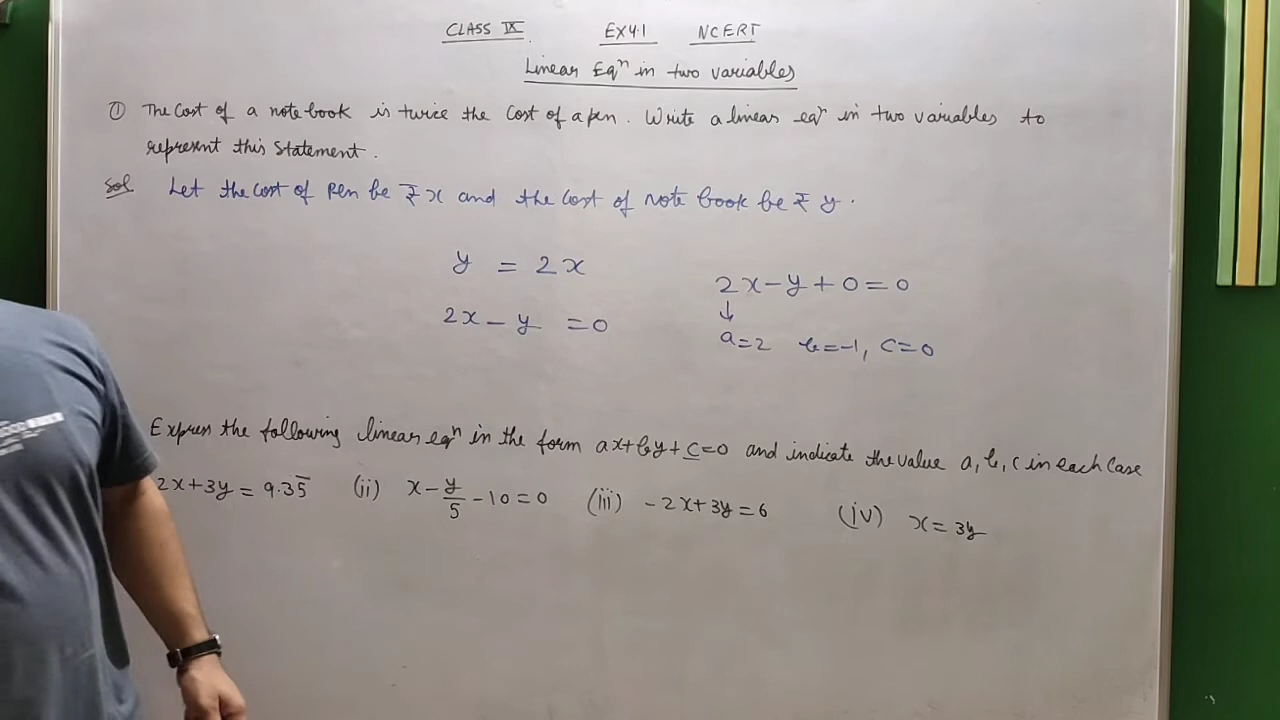 CLASS IX EX4.1 NCERT
Linear Eqⁿ in two variables
① The Cost of a note book is twice the Cost of a pen. Write a linear eqⁿ in two variables to
represent this statement.
Sol Let the cost of Pen be ₹ x and the cost of note book be ₹ y.
y = 2x
2x - y = 0
2x - y + 0 = 0
↓
a=2 b=-1, c=0
Express the following linear eqⁿ in the form ax+by+c=0 and indicate the value a, b, c in each case
2x+3y = 9.35̅ (ii) x - y/5 - 10 = 0 (iii) -2x+3y = 6 (iv) x = 3y